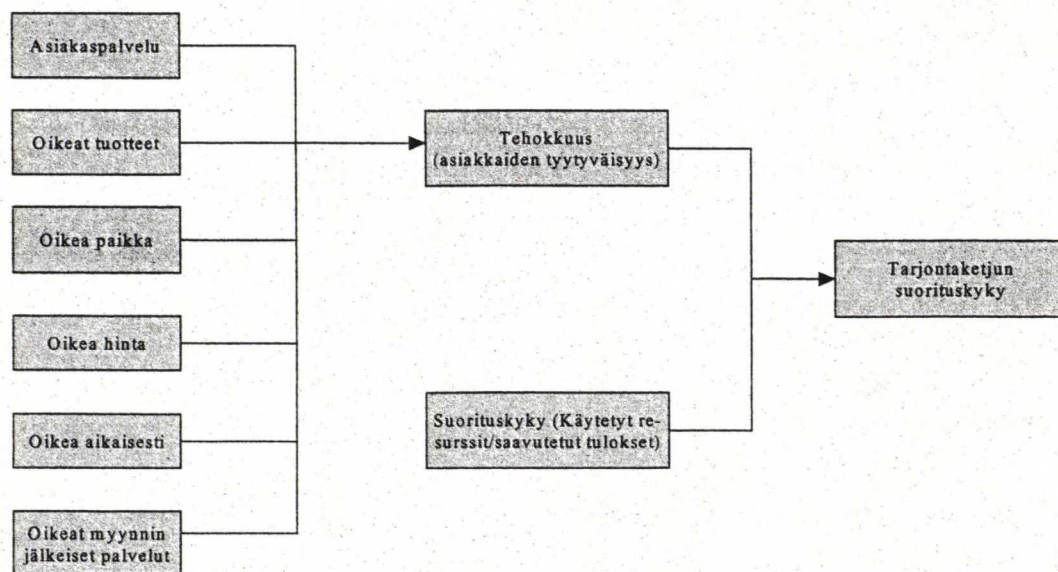 Asiakaspalvelu
Oikeat tuotteet
Oikea paikka
Oikea hinta
Oikea aikaisesti
Oikeat myynnin
jälkeiset palvelut
Tehokkuus
(asiakkaiden tyytyväisyys)
Suorituskyky (Käytetyt re-
surssit/saavutetut tulokset)
Tarjontaketjun
suorituskyky